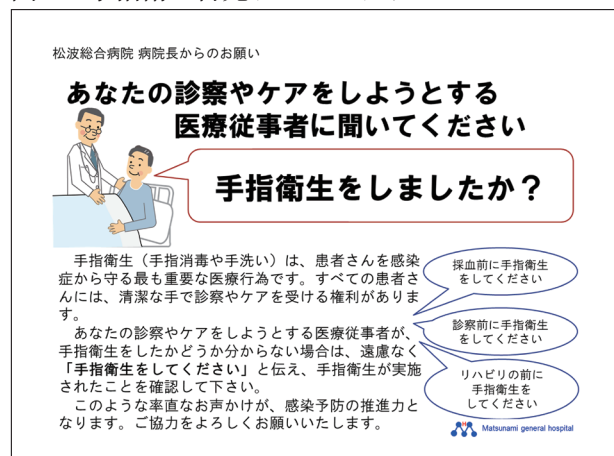 松波総合病院 病院長からのお願い
あなたの診察やケアをしようとする
医療従事者に聞いてください
手指衛生をしましたか？
手指衛生（手指消毒や手洗い）は、患者さんを感染
症から守る最も重要な医療行為です。すべての患者さ
んには、清潔な手で診察やケアを受ける権利がありま
す。
あなたの診察やケアをしようとする医療従事者が、
手指衛生をしたかどうか分からない場合は、遠慮なく
「手指衛生をしてください」と伝え、手指衛生が実施
されたことを確認して下さい。
このような率直なお声かけが、感染予防の推進力と
なります。ご協力をよろしくお願いいたします。
採血前に手指衛生
をしてください
診察前に手指衛生
をしてください
リハビリの前に
手指衛生を
してください
Matsunami general hospital